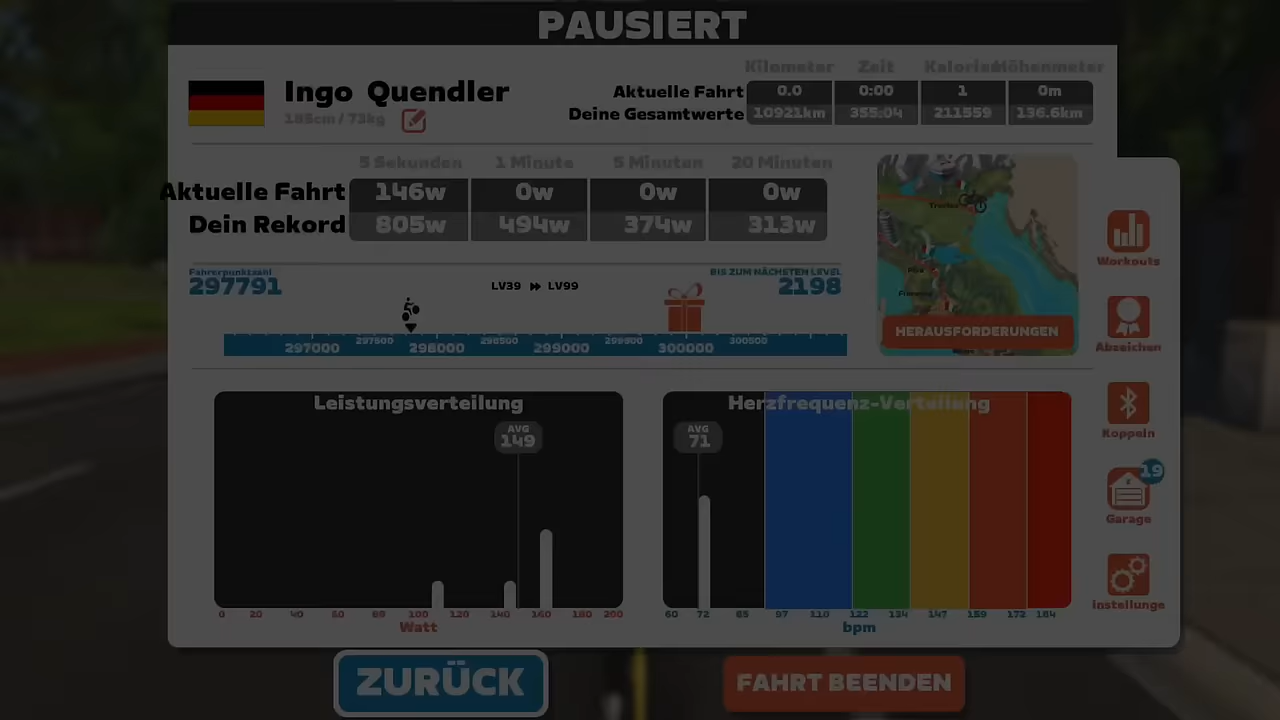 PAUSIERT
Kilometer Zeit Kalorien Höhenmeter
Ingo Quendler
Aktuelle Fahrt 0.0 0:00 1 0m
185cm / 73kg
Deine Gesamtwerte 10921km 355:04 211559 136.6km
5 Sekunden 1 Minute 5 Minuten 20 Minuten
Aktuelle Fahrt 146w 0w 0w 0w
Dein Rekord 805w 494w 374w 313w
Workouts
Fahrerpunktzahl
297791
LV39 LV99
BIS ZUM NÄCHSTEN LEVEL
2198
HERAUSFORDERUNGEN
Abzeichen
297000 297500 298000 298500 299000 299500 300000 300500
Leistungsverteilung
AVG
149
0 20 40 60 80 100 120 140 160 180 200
Watt
Herzfrequenz-Verteilung
AVG
71
60 72 85 97 110 122 134 147 159 172 184
bpm
Koppeln
19
Garage
instellunge
ZURÜCK
FAHRT BEENDEN